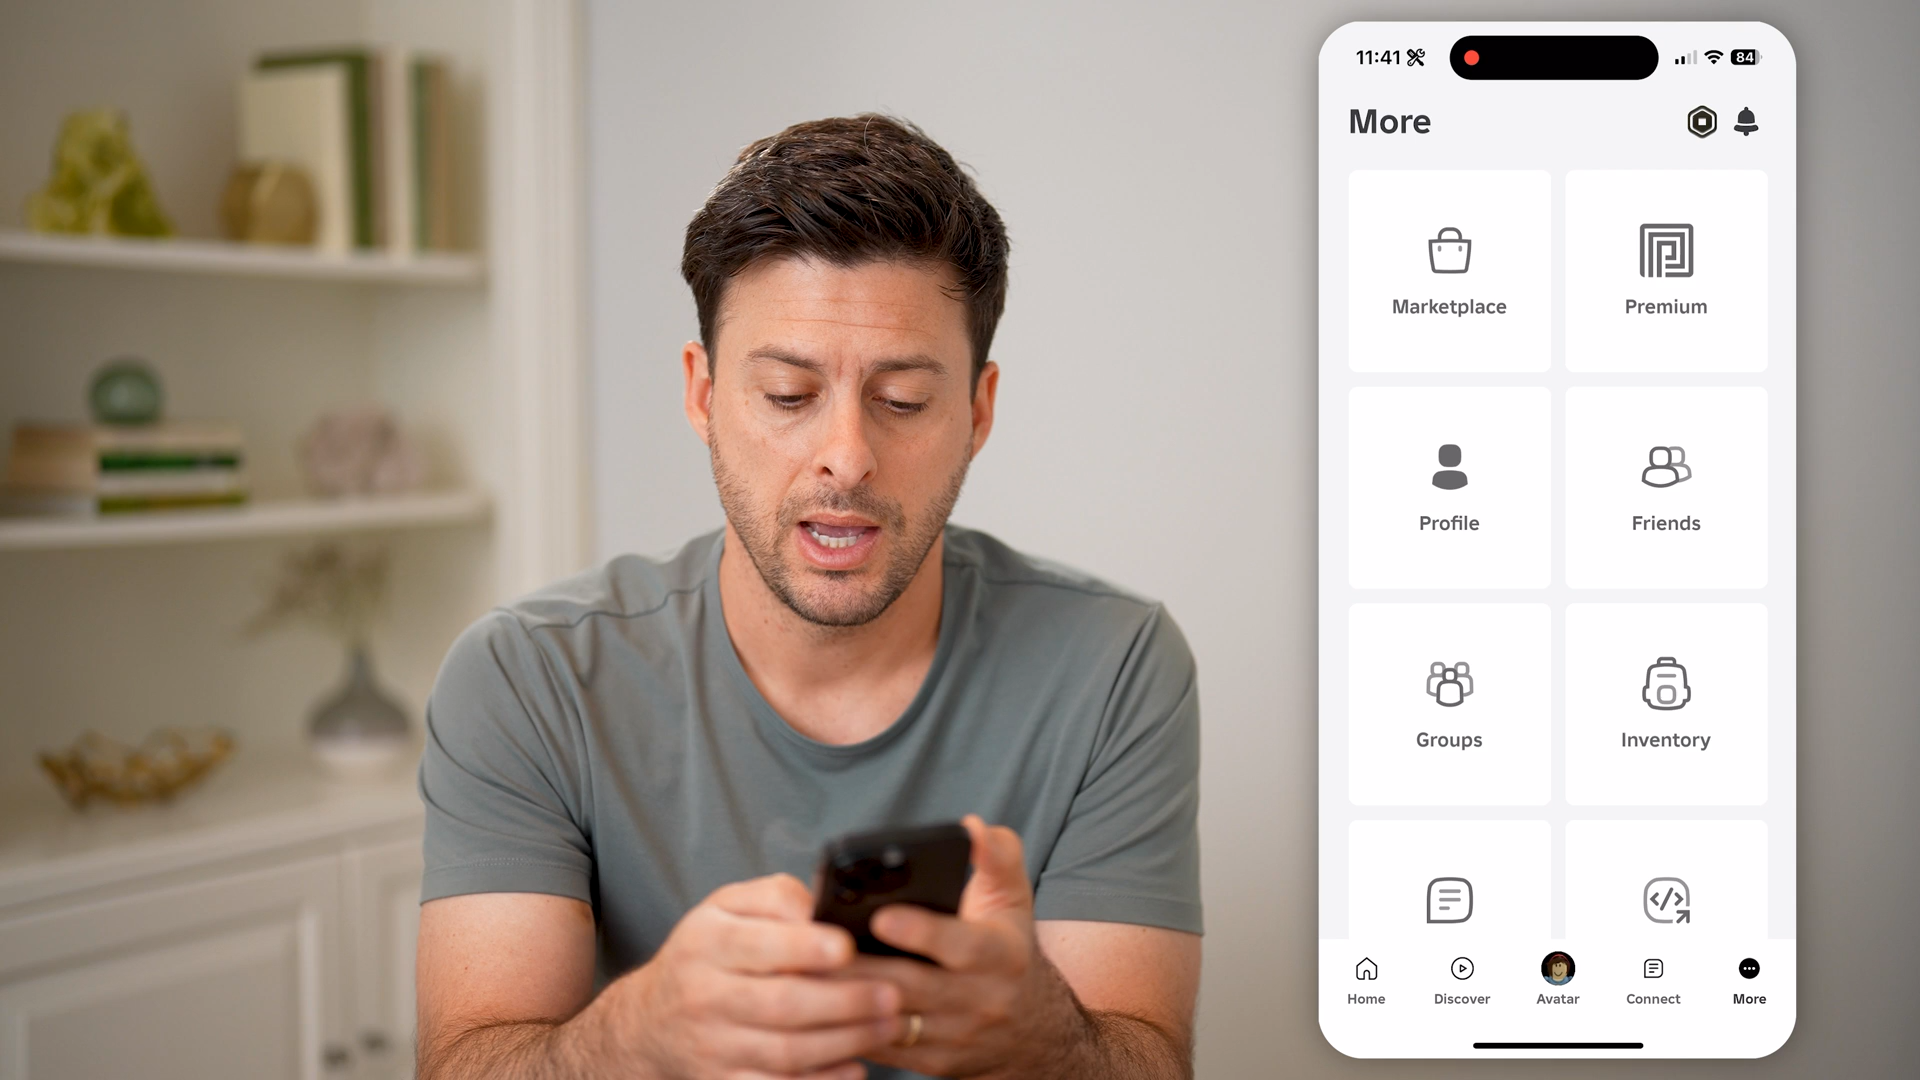 11:41
84
More
Marketplace
Premium
Profile
Friends
Groups
Inventory
Home
Discover
Avatar
Connect
More